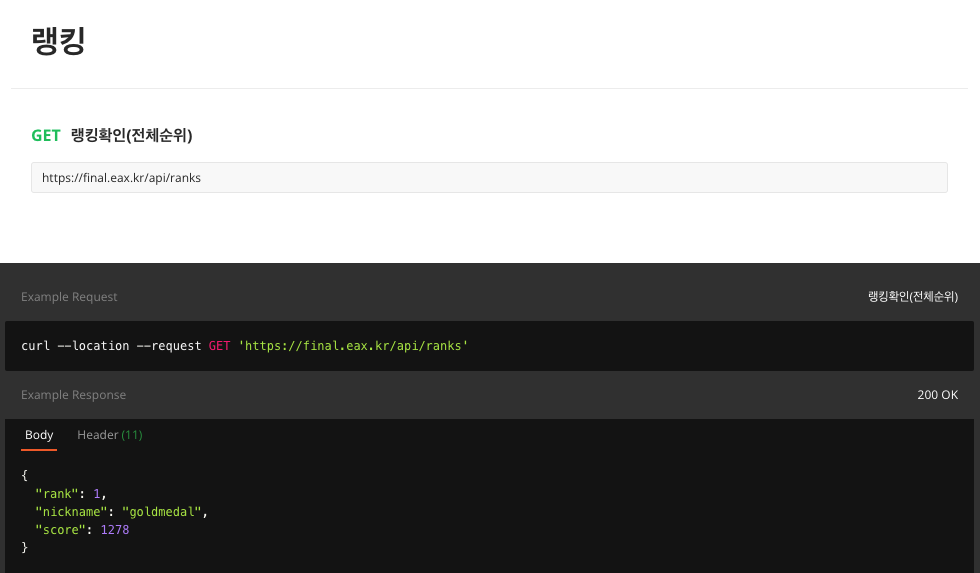 랭킹
GET 랭킹확인(전체순위)
https://final.eax.kr/api/ranks
Example Request 랭킹확인(전체순위)
curl --location --request GET 'https://final.eax.kr/api/ranks'
Example Response 200 OK
Body Header (11)
{
  "rank": 1,
  "nickname": "goldmedal",
  "score": 1278
}